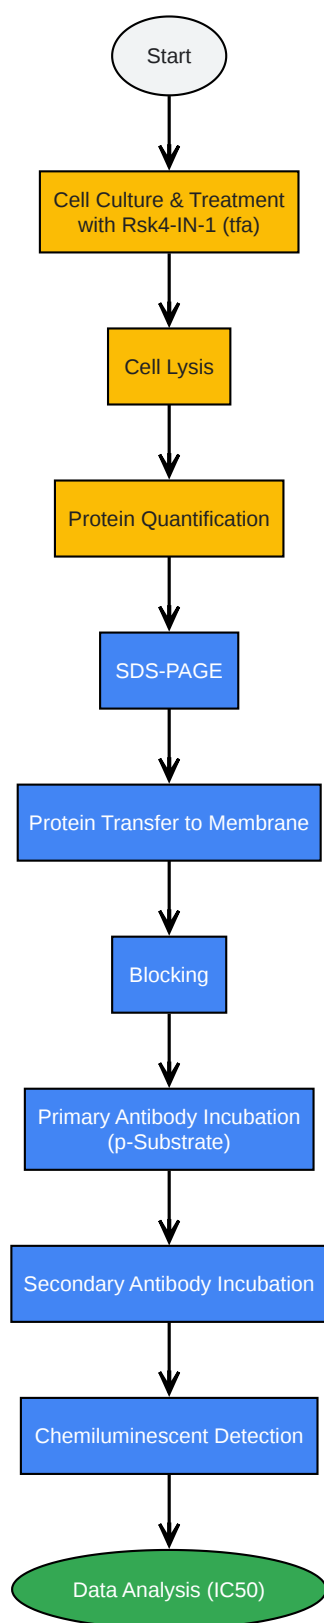 Start
Cell Culture & Treatment
with Rsk4-IN-1 (tfa)
Cell Lysis
Protein Quantification
SDS-PAGE
Protein Transfer to Membrane
Blocking
Primary Antibody Incubation
(p-Substrate)
Secondary Antibody Incubation
Chemiluminescent Detection
Data Analysis (IC50)